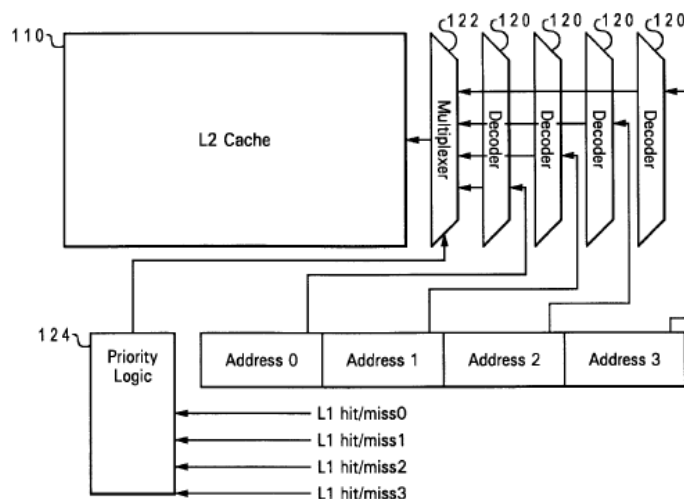 122 120 120 120 120
110
L2 Cache
Multiplexer
Decoder
Decoder
Decoder
Decoder
124
Priority
Logic
Address 0 Address 1 Address 2 Address 3
L1 hit/miss0
L1 hit/miss1
L1 hit/miss2
L1 hit/miss3